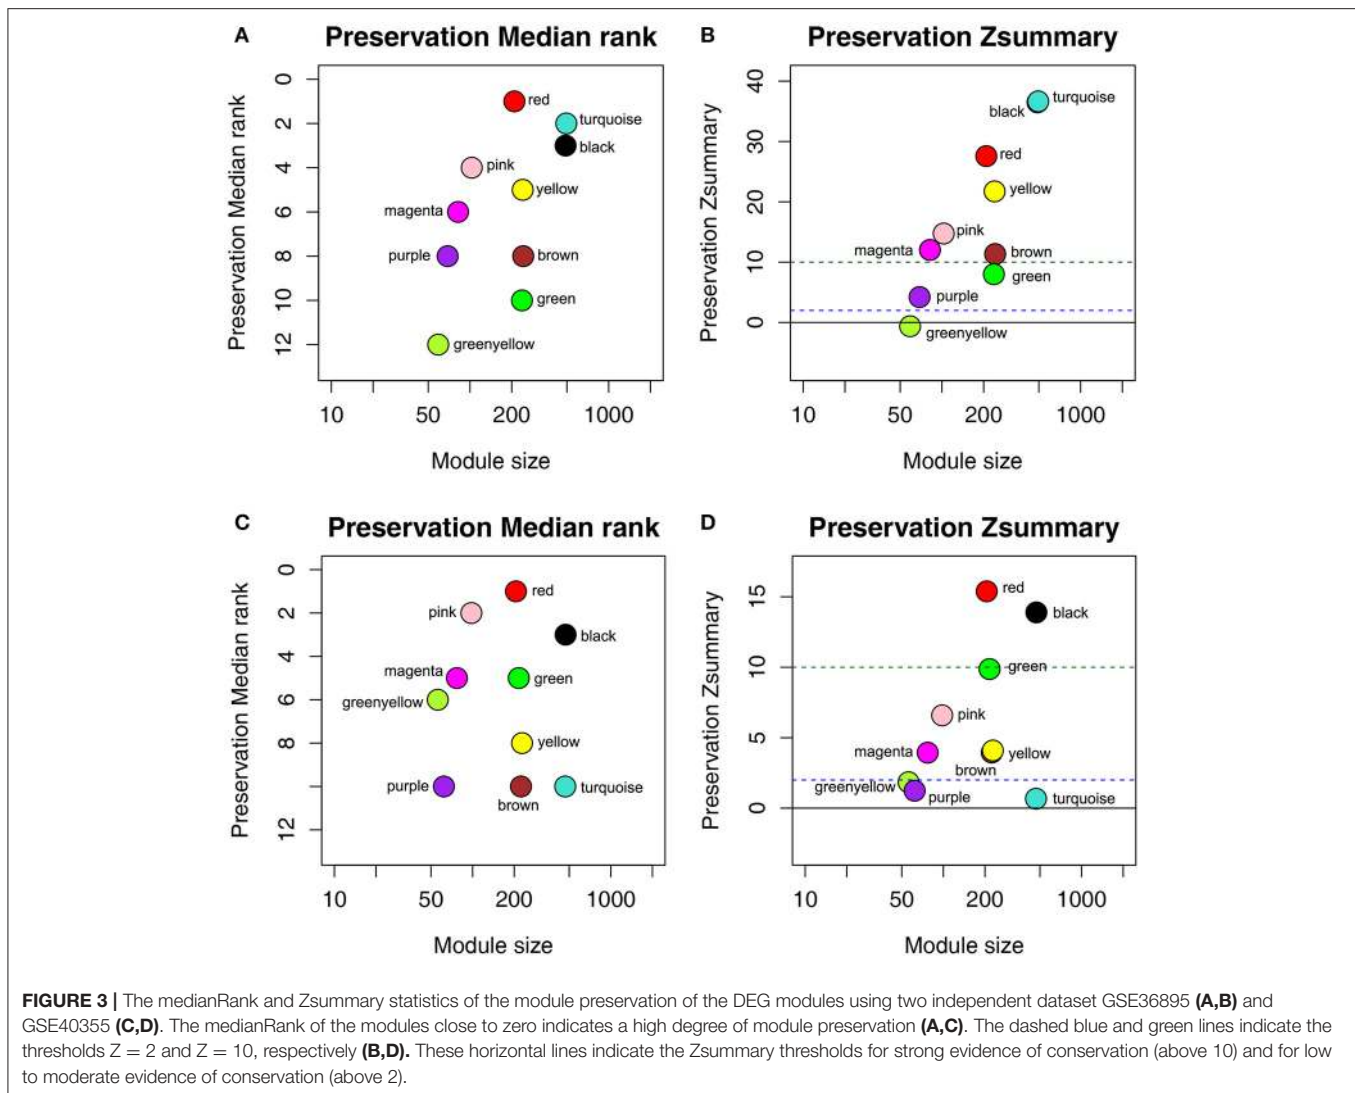 A Preservation Median rank
Preservation Median rank
0
2
4
6
8
10
12
red
turquoise
black
pink
yellow
magenta
purple
brown
green
greenyellow
10 50 200 1000
Module size
B Preservation Zsummary
Preservation Zsummary
40
30
20
10
0
turquoise
black
red
yellow
pink
magenta
brown
green
purple
greenyellow
10 50 200 1000
Module size
C Preservation Median rank
Preservation Median rank
0
2
4
6
8
10
12
red
pink
black
magenta
green
greenyellow
yellow
purple
brown
turquoise
10 50 200 1000
Module size
D Preservation Zsummary
Preservation Zsummary
15
10
5
0
red
black
green
pink
magenta
yellow
brown
greenyellow
purple
turquoise
10 50 200 1000
Module size
FIGURE 3 | The medianRank and Zsummary statistics of the module preservation of the DEG modules using two independent dataset GSE36895 (A,B) and
GSE40355 (C,D). The medianRank of the modules close to zero indicates a high degree of module preservation (A,C). The dashed blue and green lines indicate the
thresholds Z = 2 and Z = 10, respectively (B,D). These horizontal lines indicate the Zsummary thresholds for strong evidence of conservation (above 10) and for low
to moderate evidence of conservation (above 2).